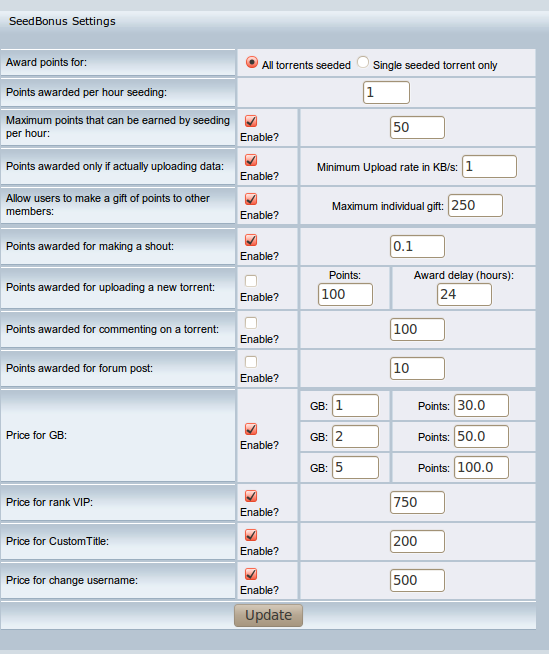 SeedBonus Settings
Award points for:
All torrents seeded Single seeded torrent only
Points awarded per hour seeding:
1
Maximum points that can be earned by seeding
per hour:
Enable?
50
Points awarded only if actually uploading data:
Enable?
Minimum Upload rate in KB/s: 1
Allow users to make a gift of points to other
members:
Enable?
Maximum individual gift: 250
Points awarded for making a shout:
Enable?
0.1
Points awarded for uploading a new torrent:
Enable?
Points:
100
Award delay (hours):
24
Points awarded for commenting on a torrent:
Enable?
100
Points awarded for forum post:
Enable?
10
Price for GB:
Enable?
GB: 1 Points: 30.0
GB: 2 Points: 50.0
GB: 5 Points: 100.0
Price for rank VIP:
Enable?
750
Price for CustomTitle:
Enable?
200
Price for change username:
Enable?
500
Update